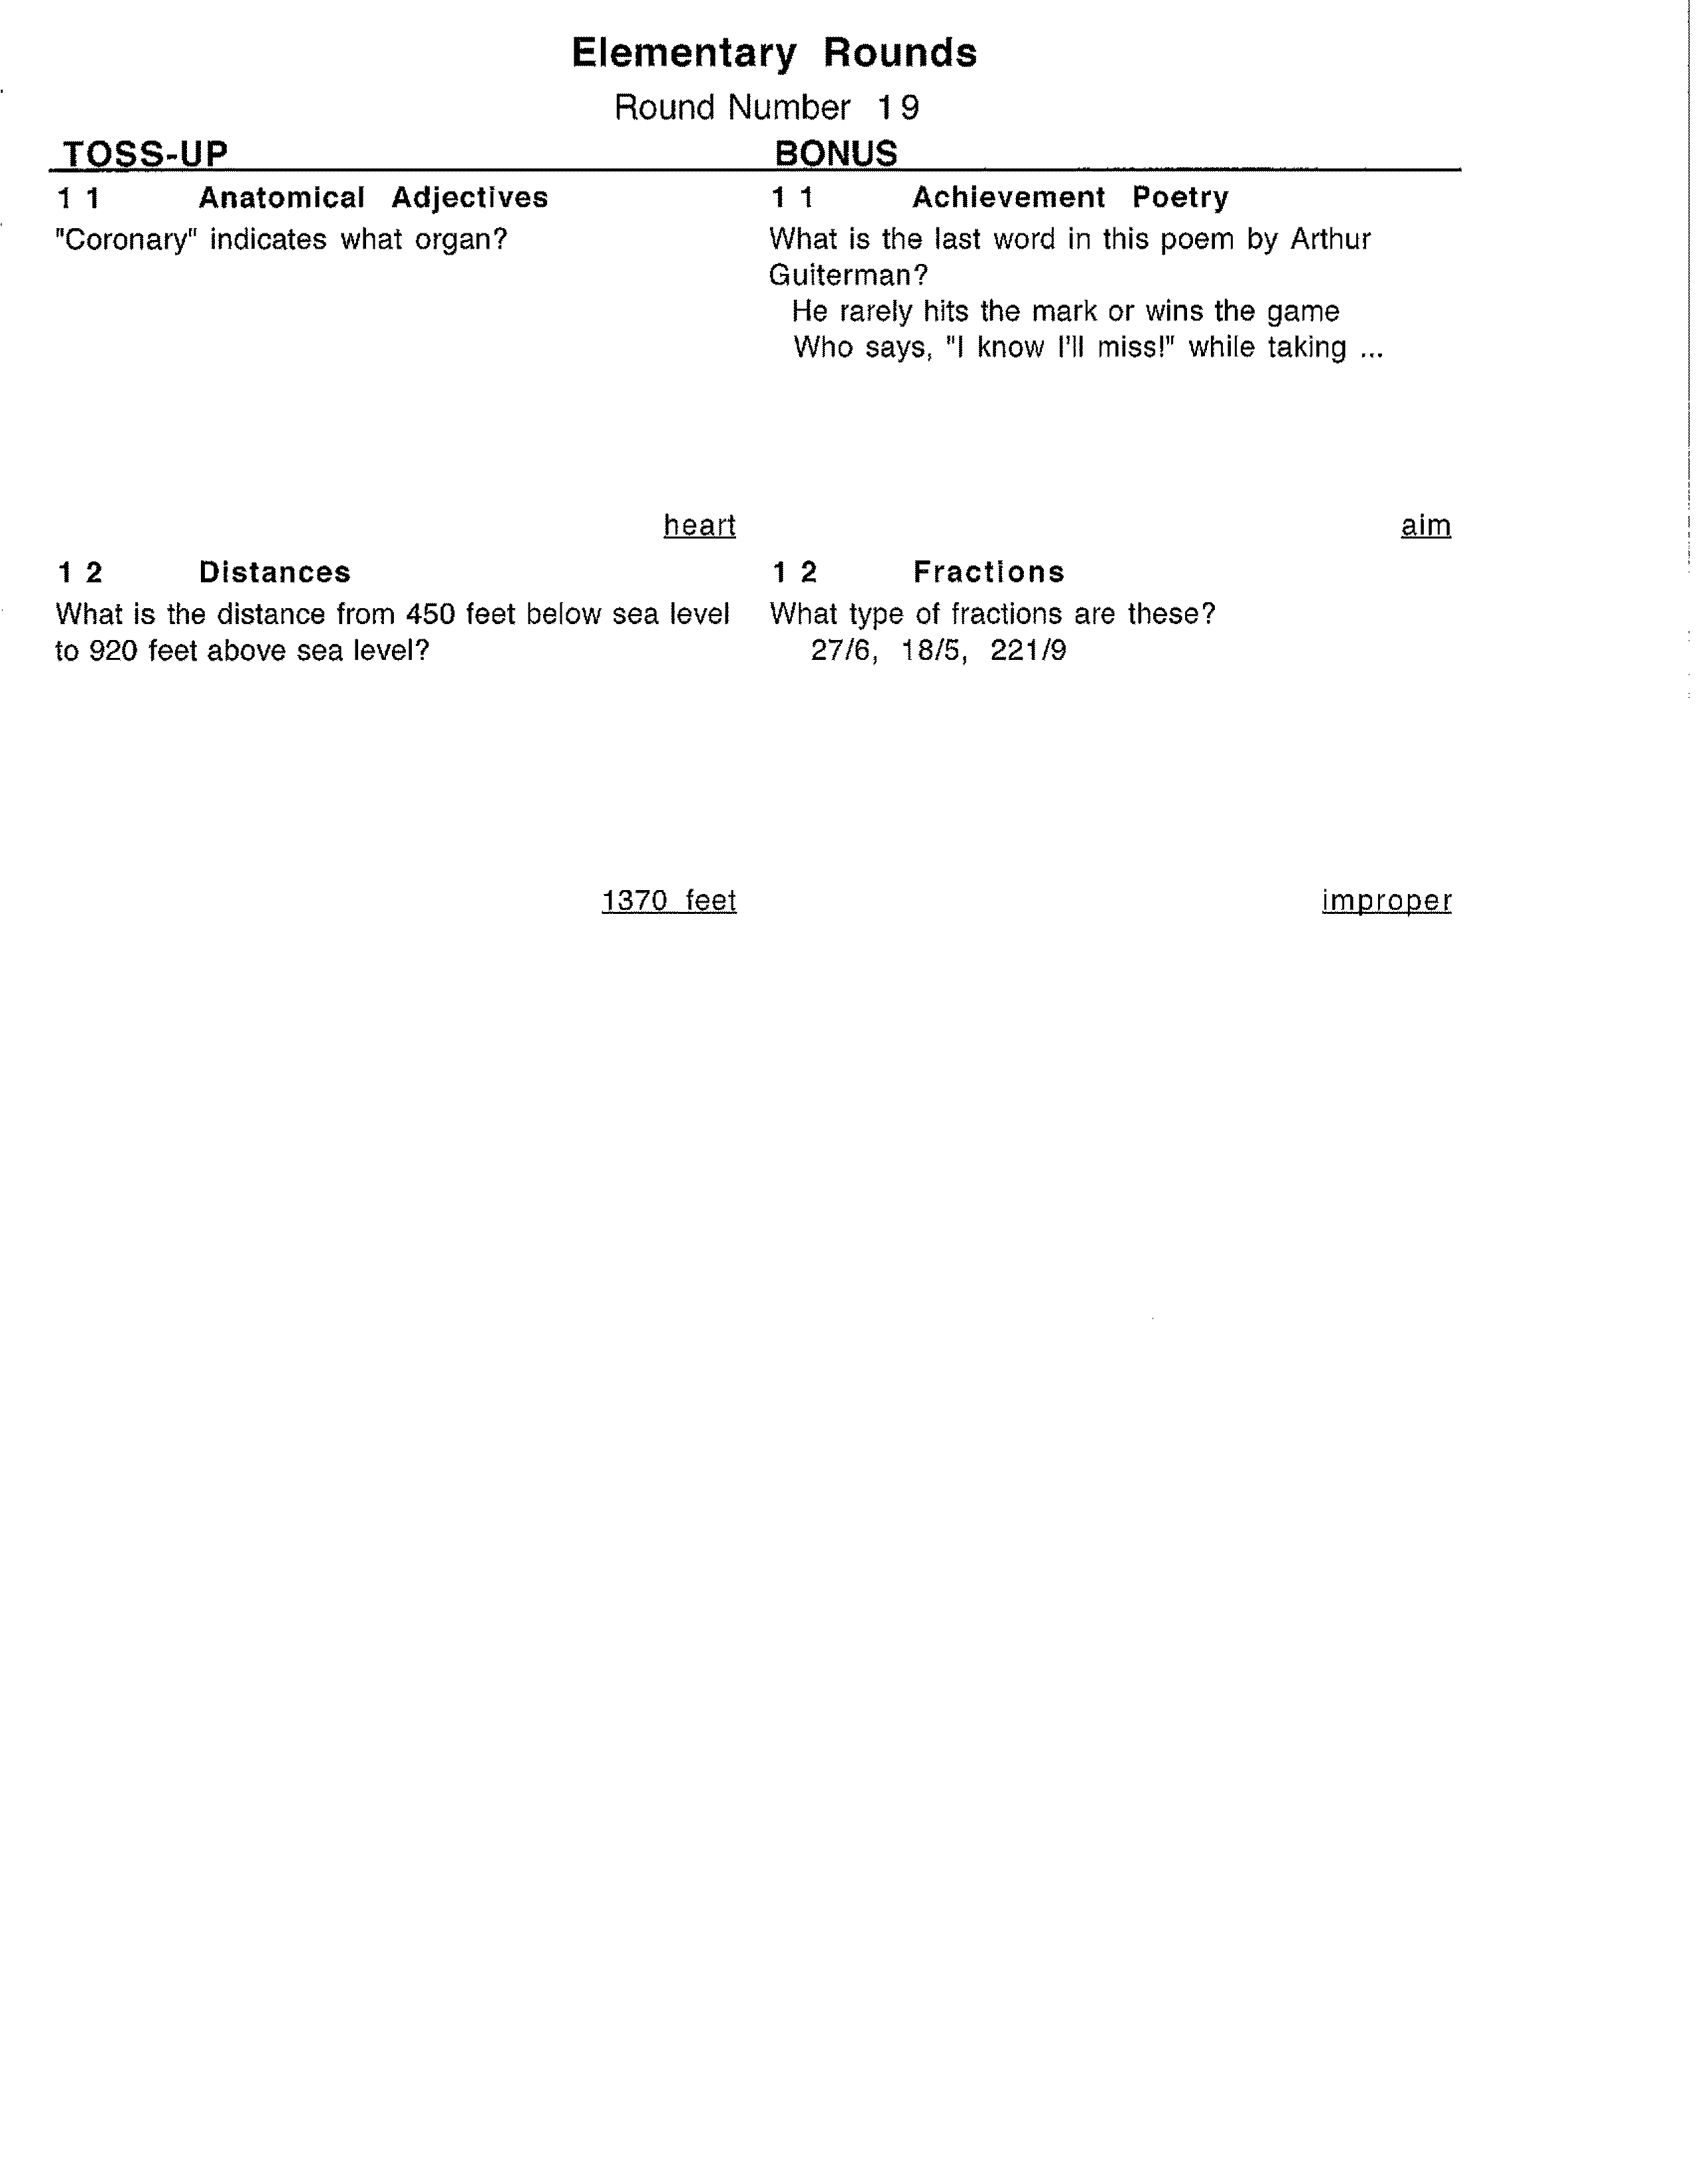 Elementary Rounds
Round Number 19
TOSS-UP
BONUS
11 Anatomical Adjectives
"Coronary" indicates what organ?
heart
11 Achievement Poetry
What is the last word in this poem by Arthur
Guiterman?
He rarely hits the mark or wins the game
Who says, "I know I'll miss!" while taking ...
aim
12 Distances
What is the distance from 450 feet below sea level
to 920 feet above sea level?
1370 feet
12 Fractions
What type of fractions are these?
27/6, 18/5, 221/9
improper